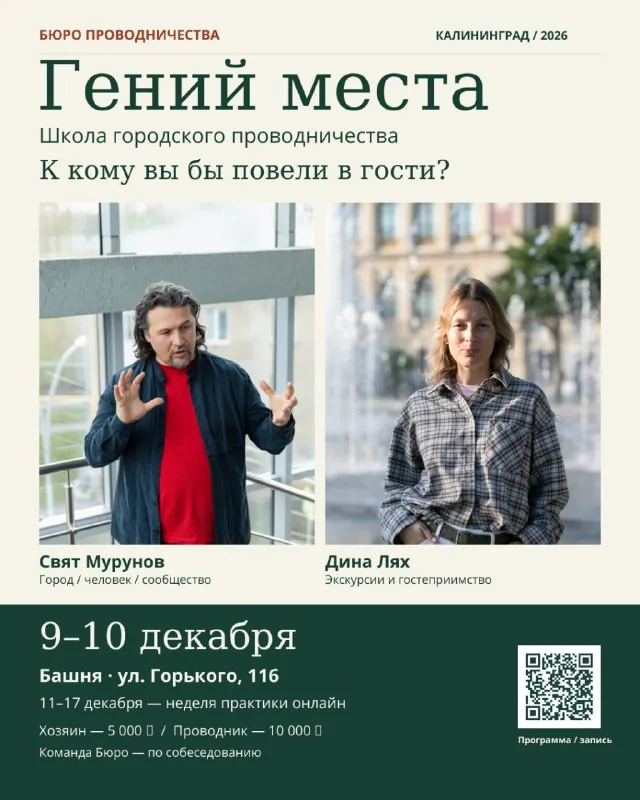 БЮРО ПРОВОДНИЧЕСТВА
КАЛИНИНГРАД / 2026
Гений места
Школа городского проводничества
К кому вы бы повели в гости?
Свят Мурунов
Город / человек / сообщество
Дина Лях
Экскурсии и гостеприимство
9–10 декабря
Башня · ул. Горького, 116
11–17 декабря — неделя практики онлайн
Хозяин — 5 000 ▯ / Проводник — 10 000 ▯
Команда Бюро — по собеседованию
Программа / запись